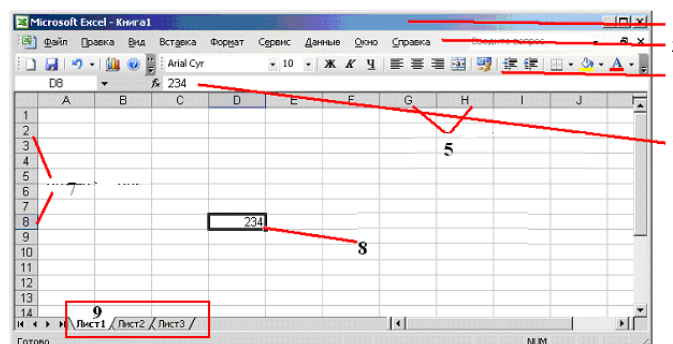 Microsoft Excel - Книга1
Файл Правка Вид Вставка Формат Сервис Данные Окно Справка
Arial Cyr 10 Ж К Ч
D8 fx 234
A B C D E F G H I J
1
2
3
4 5
5
6 7
7
8 234
9 8
10
11
12
13
14 9
Лист1 Лист2 Лист3
Готово NUM